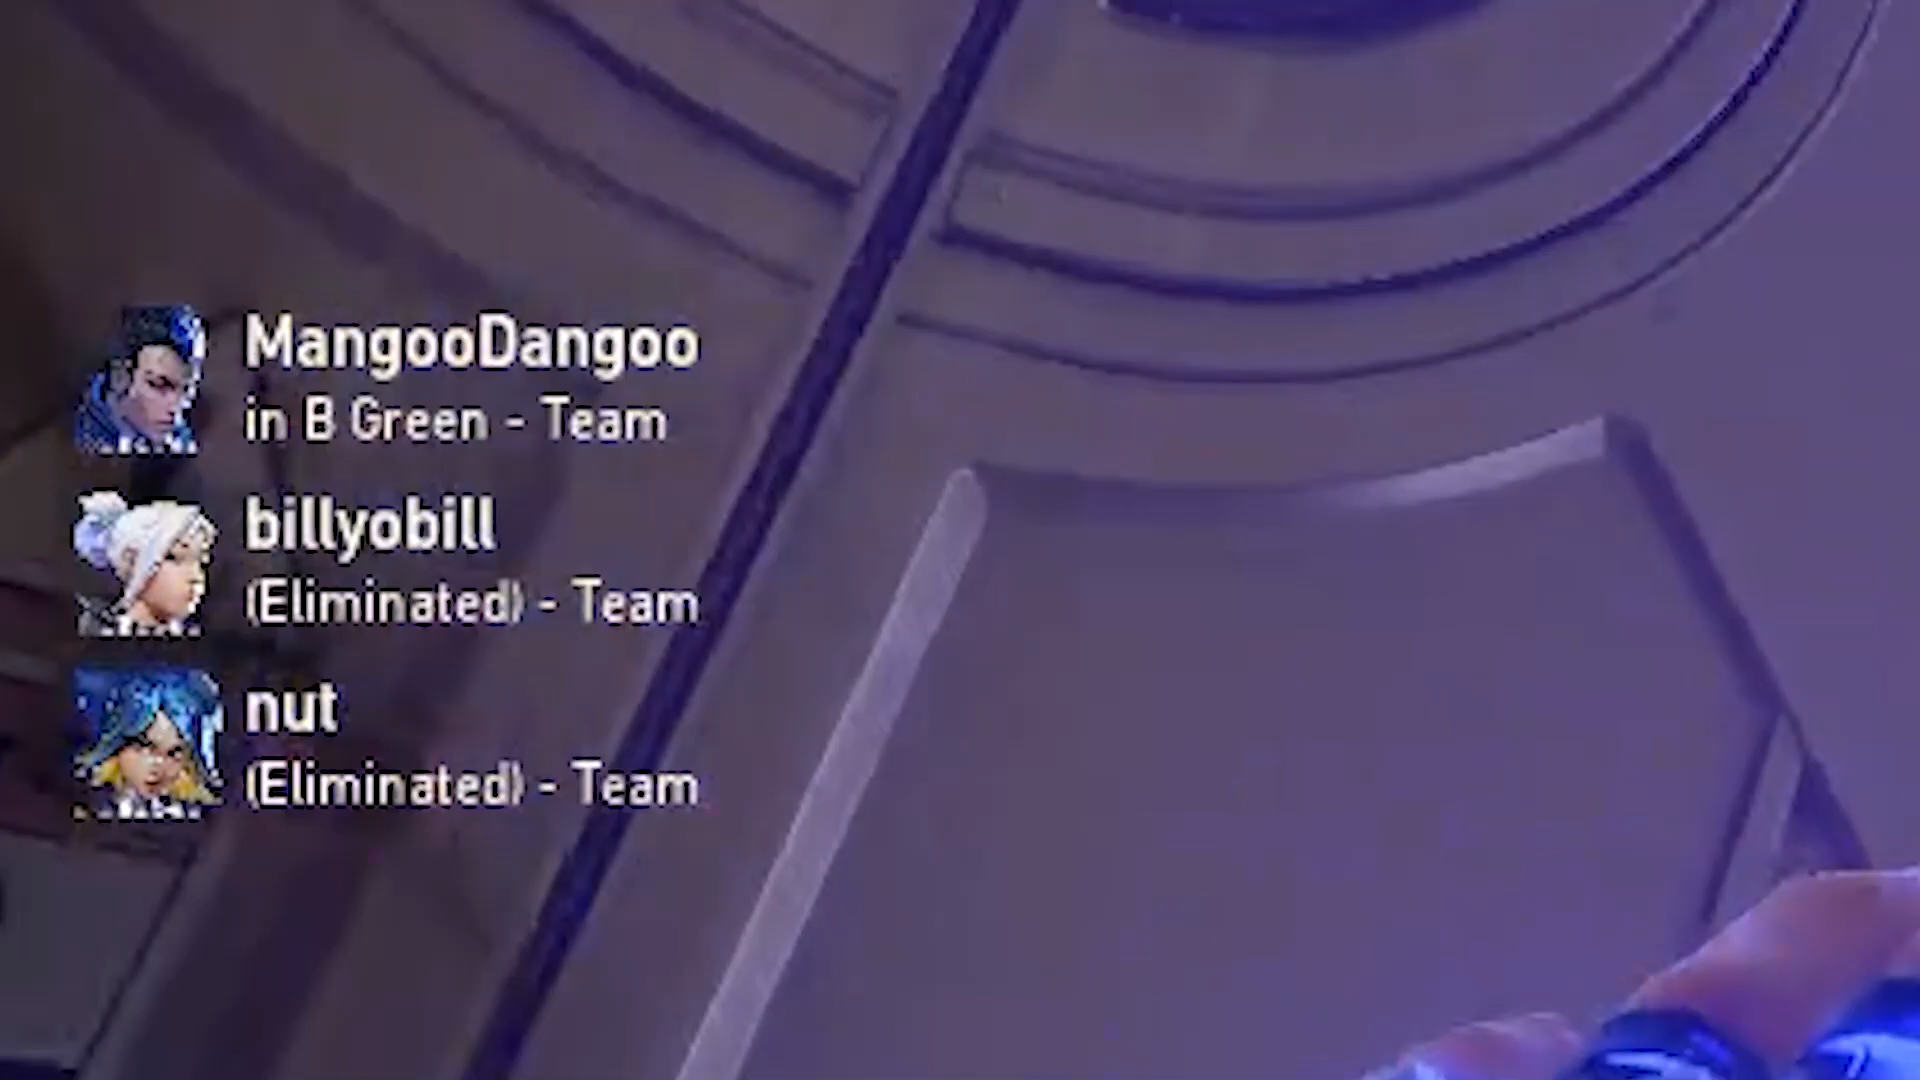 MangooDangoo
in B Green - Team
billyobill
(Eliminated) - Team
nut
(Eliminated) - Team